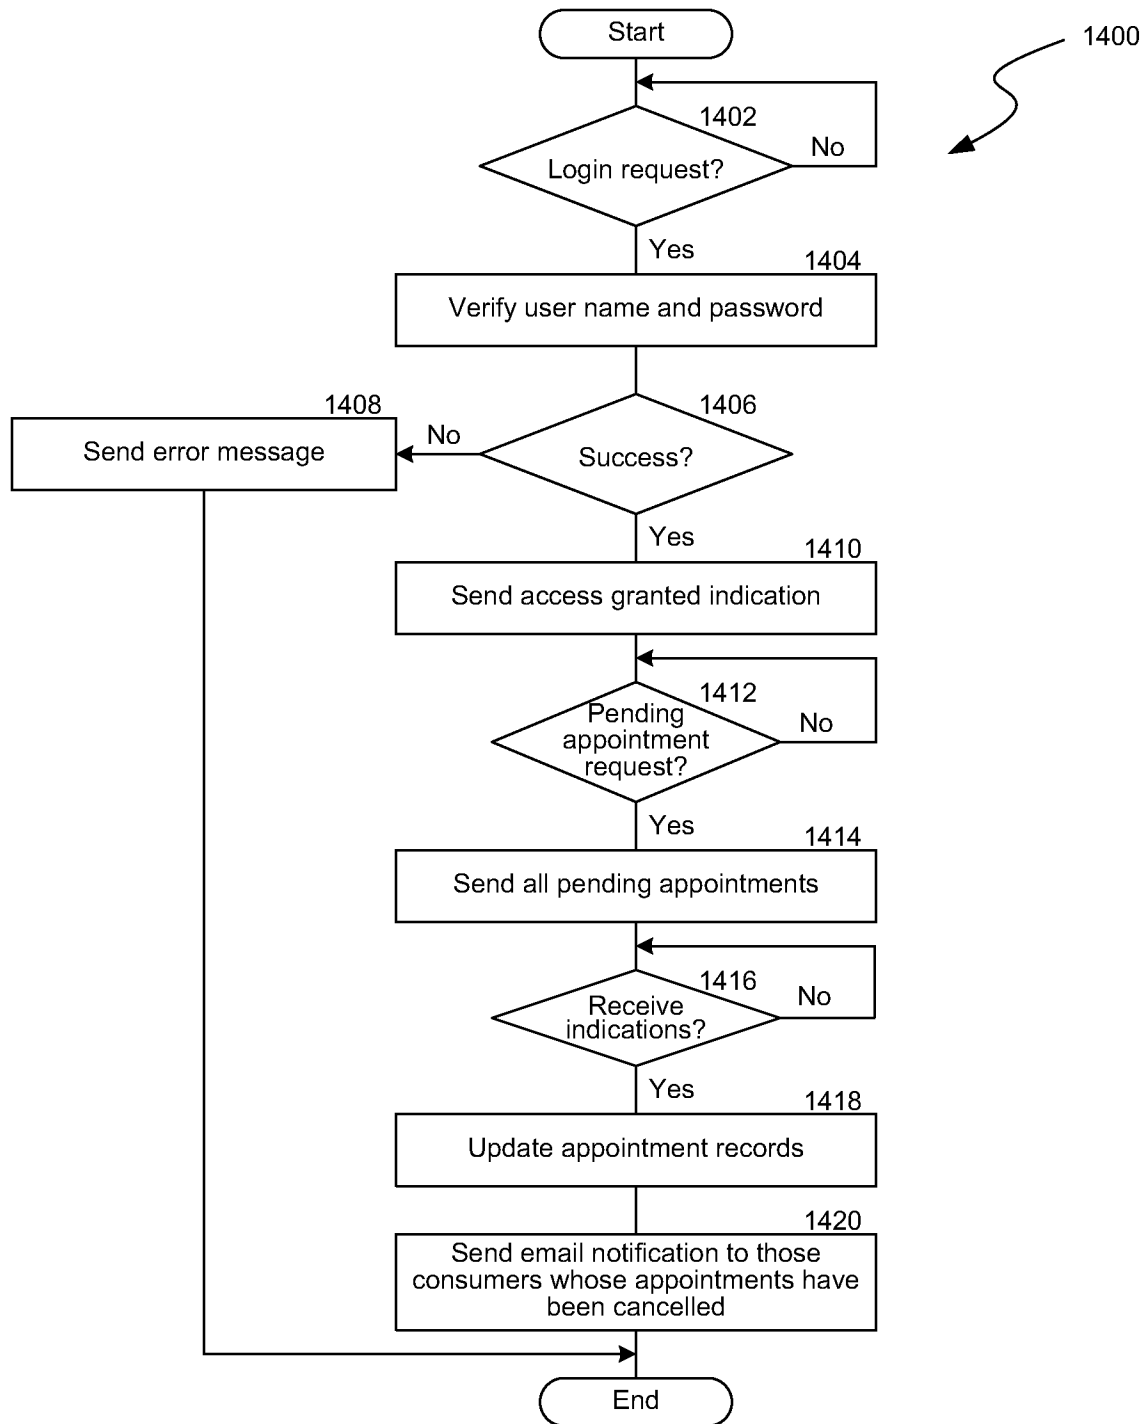 Start
1400
1402
Login request?
No
Yes
1404
Verify user name and password
1406
Success?
No
1408
Send error message
Yes
1410
Send access granted indication
1412
Pending
appointment
request?
No
Yes
1414
Send all pending appointments
1416
Receive
indications?
No
Yes
1418
Update appointment records
1420
Send email notification to those
consumers whose appointments have
been cancelled
End